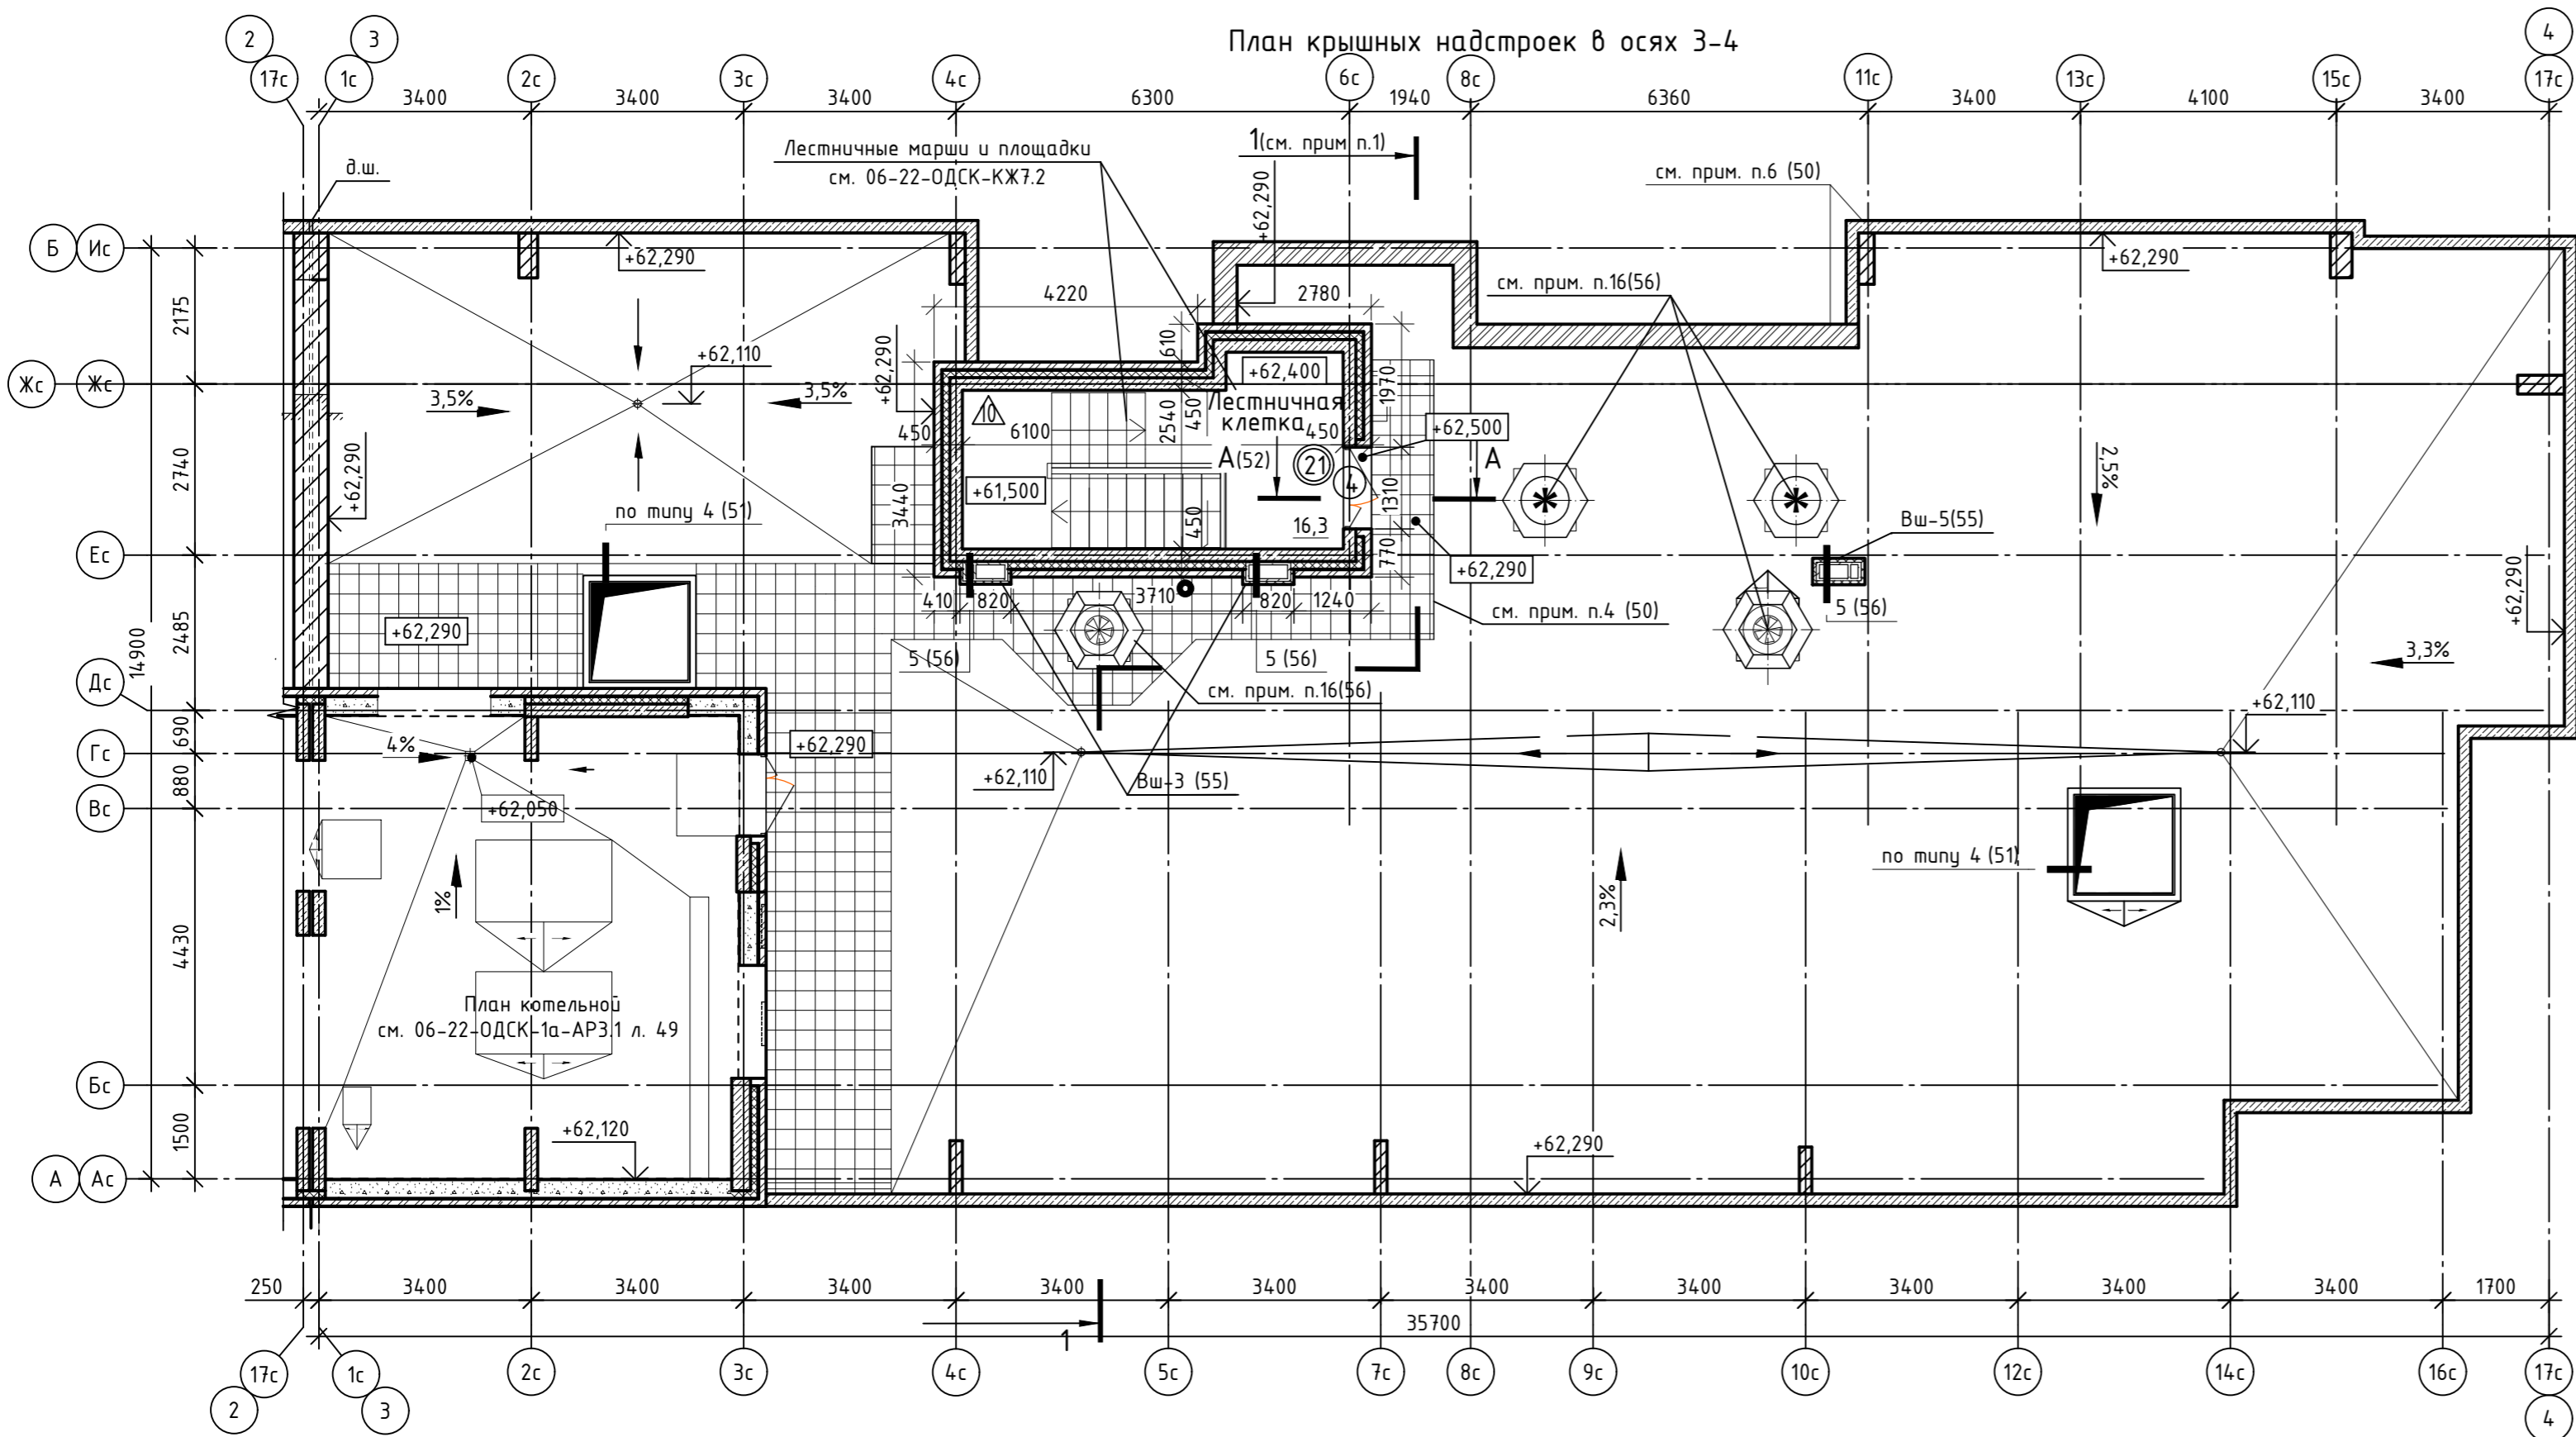 План крышных надстроек в осях 3-4
2
3
4
17с
1с
2с
3с
4с
6с
8с
11с
13с
15с
17с
3400
3400
3400
6300
1940
6360
3400
4100
3400
д.ш.
Лестничные марши и площадки
см. 06-22-ОДСК-КЖ7.2
1(см. прим п.1)
см. прим. п.6 (50)
+62,290
Б
Ис
+62,290
+62,290
4220
2780
см. прим. п.16(56)
2175
610
+62,290
+62,110
+62,400
1970
Жс
Жс
3,5%
3,5%
Лестничная
клетка
10
2540
450
450
6100
450
+62,500
2740
+62,290
А(52)
21
4
А
2,5%
+61,500
3440
1310
по типу 4 (51)
450
16,3
Вш-5(55)
Ес
770
+62,290
+62,290
410
820
3710
820
1240
см. прим. п.4 (50)
5 (56)
2485
14900
+62,290
5 (56)
5 (56)
3,3%
Дс
см. прим. п.16(56)
+62,110
690
4%
+62,290
Гс
+62,110
Вш-3 (55)
880
+62,050
Вс
по типу 4 (51)
1%
2,3%
4430
План котельной
см. 06-22-ОДСК-1а-АР3.1 л. 49
Бс
1500
+62,120
+62,290
А
Ас
250
3400
3400
3400
3400
3400
3400
3400
3400
3400
3400
1700
35700
1
17с
1с
2с
3с
4с
5с
7с
8с
9с
10с
12с
14с
16с
17с
2
3
4